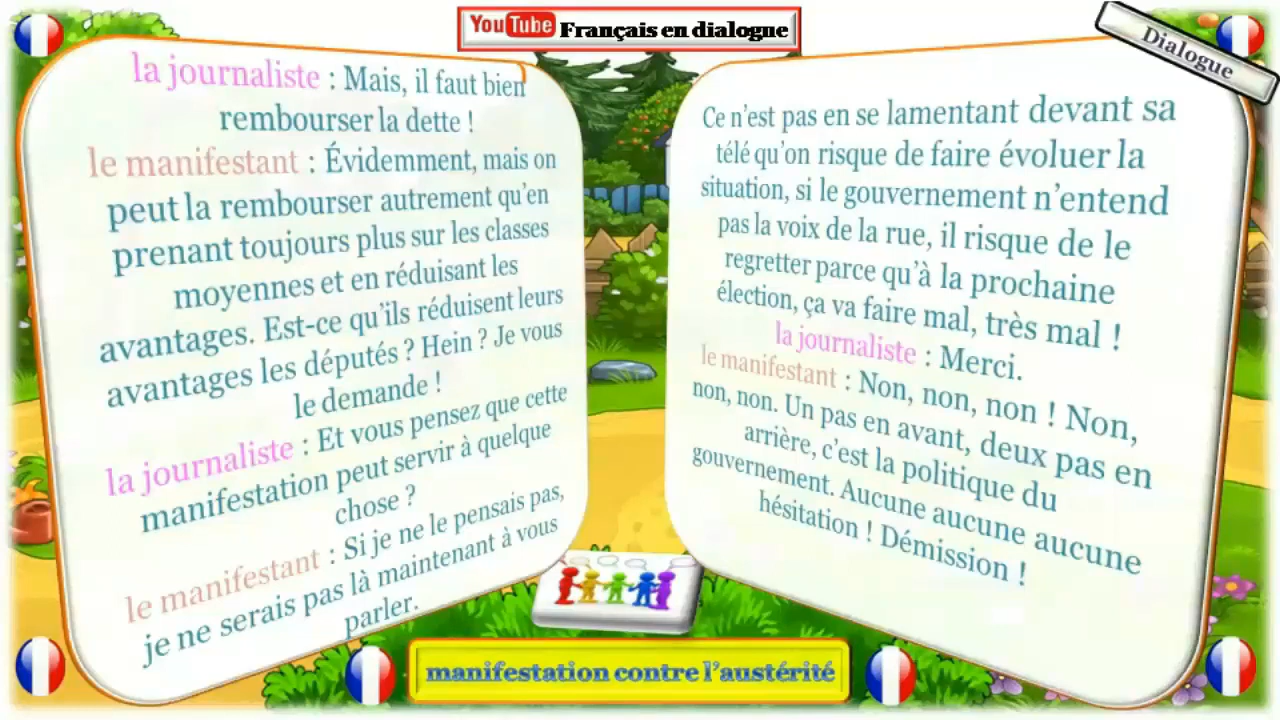 YouTube Français en dialogue
Dialogue
la journaliste : Mais, il faut bien
rembourser la dette !
le manifestant : Évidemment, mais on
peut la rembourser autrement qu'en
prenant toujours plus sur les classes
moyennes et en réduisant les
avantages. Est-ce qu'ils réduisent leurs
avantages les députés ? Hein ? Je vous
le demande !
la journaliste : Et vous pensez que cette
manifestation peut servir à quelque
chose ?
le manifestant : Si je ne le pensais pas,
je ne serais pas là maintenant à vous
parler.
Ce n'est pas en se lamentant devant sa
télé qu'on risque de faire évoluer la
situation, si le gouvernement n'entend
pas la voix de la rue, il risque de le
regretter parce qu'à la prochaine
élection, ça va faire mal, très mal !
la journaliste : Merci.
le manifestant : Non, non, non ! Non,
non, non. Un pas en avant, deux pas en
arrière, c'est la politique du
gouvernement. Aucune aucune aucune
hésitation ! Démission !
manifestation contre l'austérité